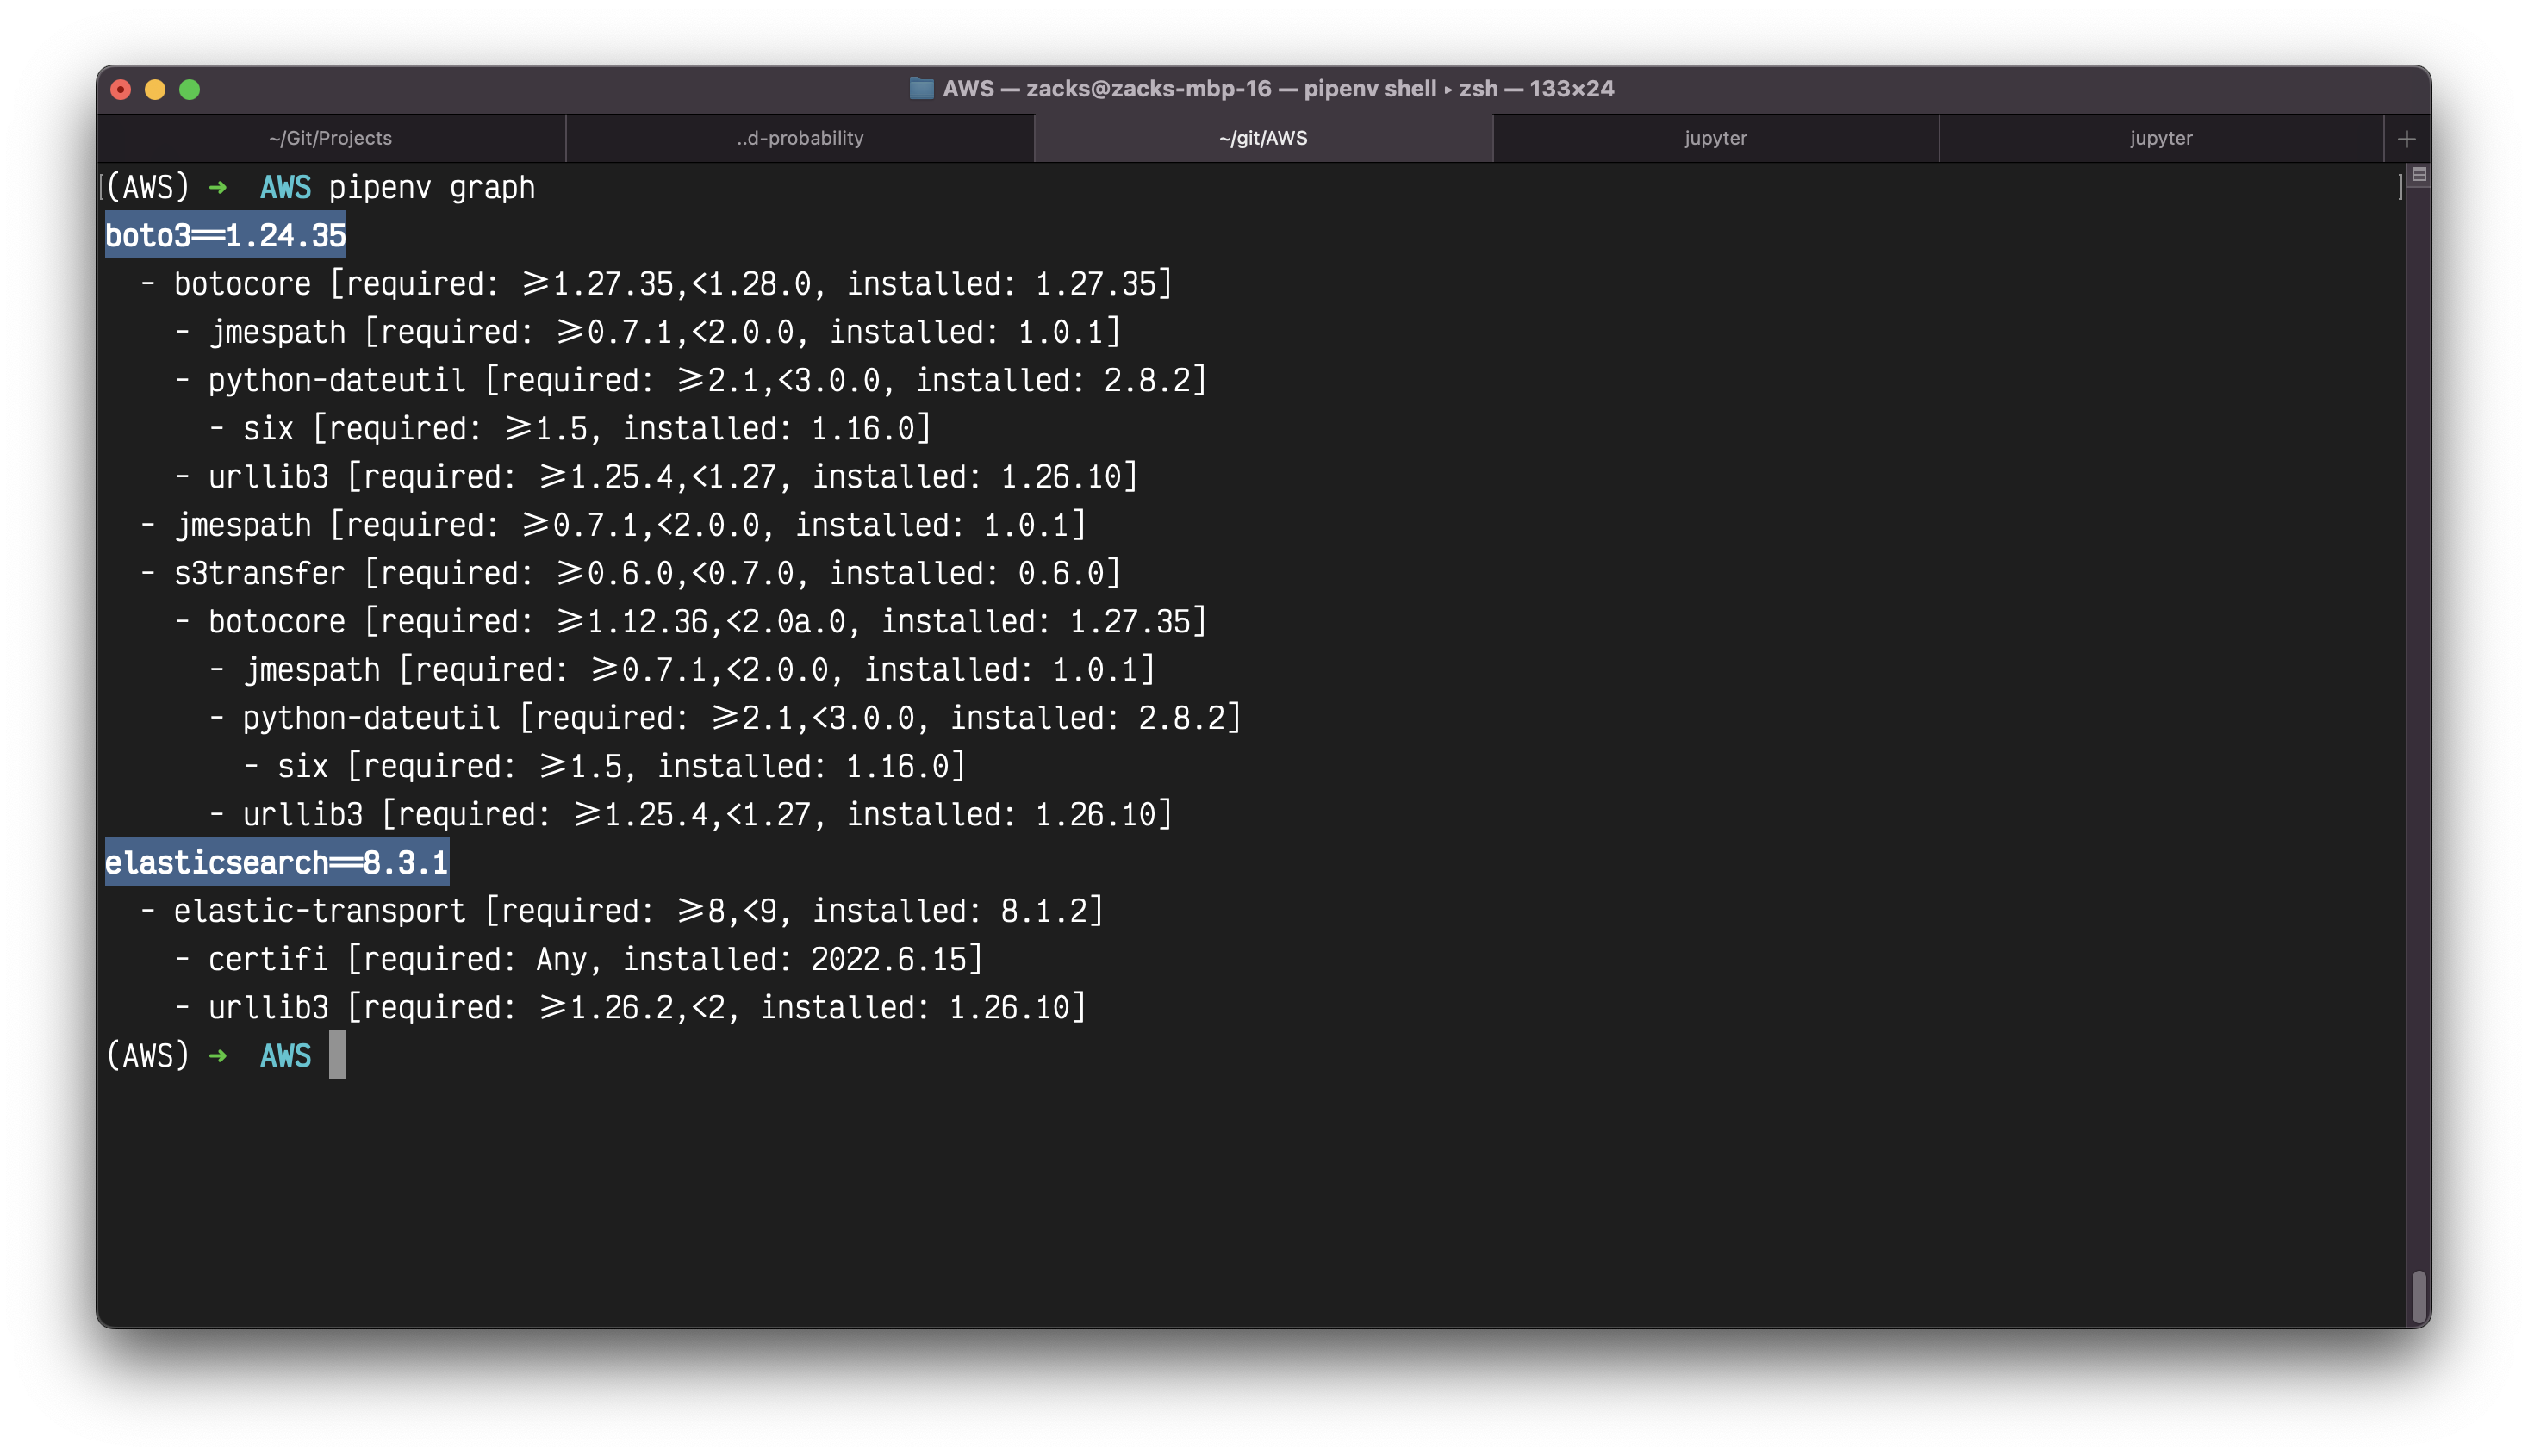 AWS — zacks@zacks-mbp-16 — pipenv shell ▸ zsh — 133×24
~/Git/Projects ..d-probability ~/git/AWS jupyter jupyter +
[(AWS) ➜  AWS pipenv graph ]
boto3==1.24.35
  - botocore [required: >=1.27.35,<1.28.0, installed: 1.27.35]
    - jmespath [required: >=0.7.1,<2.0.0, installed: 1.0.1]
    - python-dateutil [required: >=2.1,<3.0.0, installed: 2.8.2]
      - six [required: >=1.5, installed: 1.16.0]
    - urllib3 [required: >=1.25.4,<1.27, installed: 1.26.10]
  - jmespath [required: >=0.7.1,<2.0.0, installed: 1.0.1]
  - s3transfer [required: >=0.6.0,<0.7.0, installed: 0.6.0]
    - botocore [required: >=1.12.36,<2.0a.0, installed: 1.27.35]
      - jmespath [required: >=0.7.1,<2.0.0, installed: 1.0.1]
      - python-dateutil [required: >=2.1,<3.0.0, installed: 2.8.2]
        - six [required: >=1.5, installed: 1.16.0]
      - urllib3 [required: >=1.25.4,<1.27, installed: 1.26.10]
elasticsearch==8.3.1
  - elastic-transport [required: >=8,<9, installed: 8.1.2]
    - certifi [required: Any, installed: 2022.6.15]
    - urllib3 [required: >=1.26.2,<2, installed: 1.26.10]
(AWS) ➜  AWS